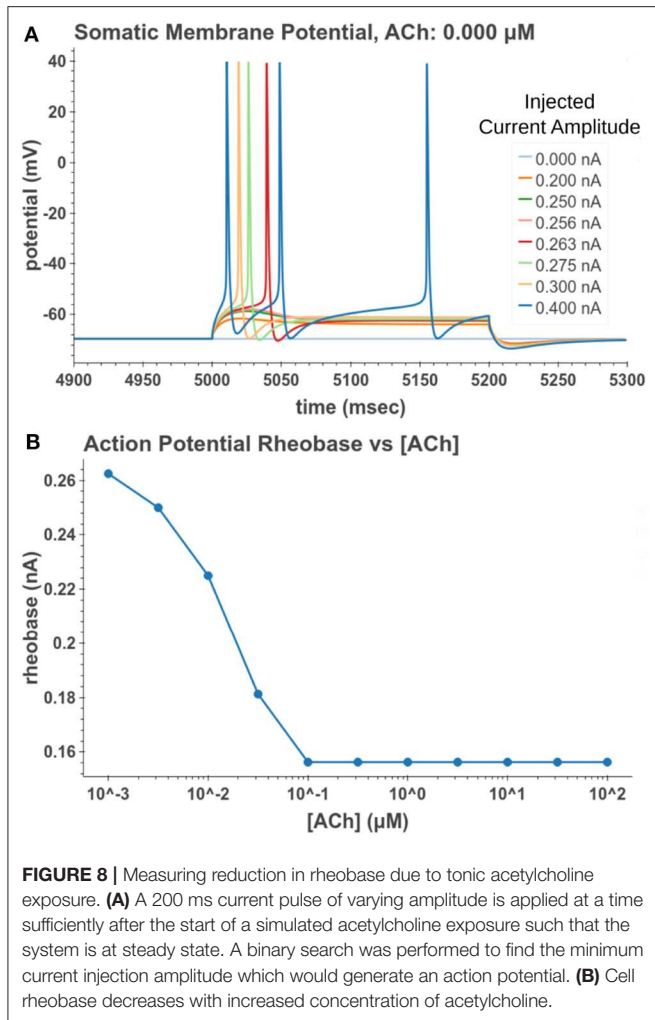 A
Somatic Membrane Potential, ACh: 0.000 µM
40
20
0
-20
-40
-60
potential (mV)
Injected
Current Amplitude
0.000 nA
0.200 nA
0.250 nA
0.256 nA
0.263 nA
0.275 nA
0.300 nA
0.400 nA
4900 4950 5000 5050 5100 5150 5200 5250 5300
time (msec)
B
Action Potential Rheobase vs [ACh]
0.26
0.24
0.22
0.2
0.18
0.16
rheobase (nA)
10^-3 10^-2 10^-1 10^0 10^1 10^2
[ACh] (µM)
FIGURE 8 | Measuring reduction in rheobase due to tonic acetylcholine
exposure. (A) A 200 ms current pulse of varying amplitude is applied at a time
sufficiently after the start of a simulated acetylcholine exposure such that the
system is at steady state. A binary search was performed to find the minimum
current injection amplitude which would generate an action potential. (B) Cell
rheobase decreases with increased concentration of acetylcholine.